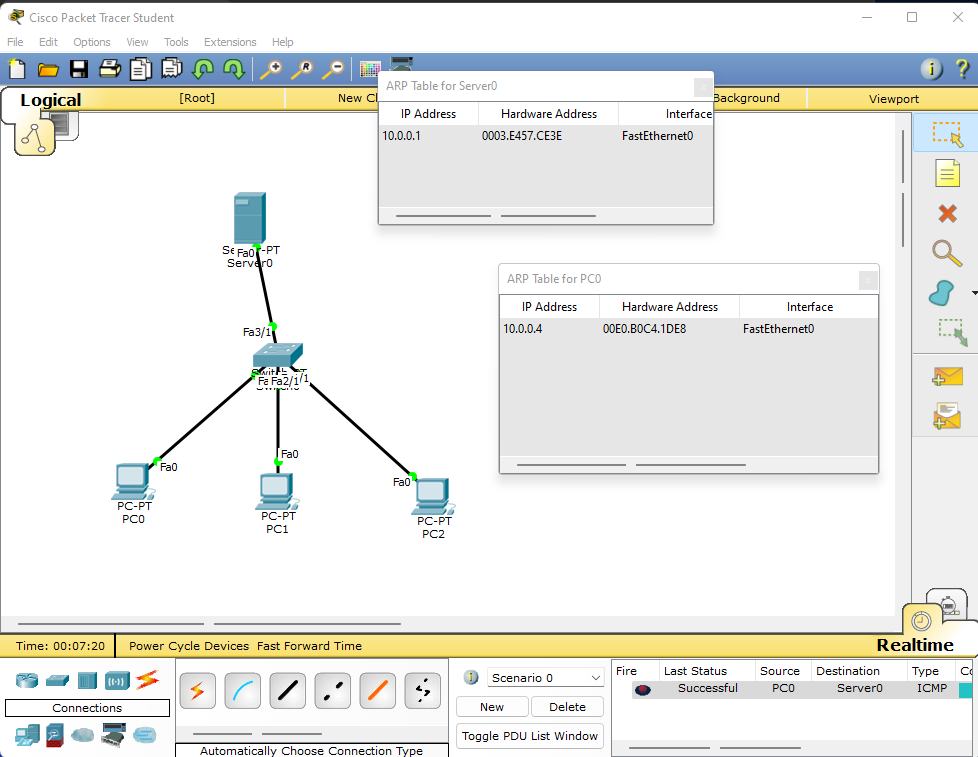 Cisco Packet Tracer Student
File Edit Options View Tools Extensions Help
Logical
[Root]
New Cl
Background
Viewport
ARP Table for Server0
IP Address Hardware Address Interface
10.0.0.1 0003.E457.CE3E FastEthernet0
Fa0
Server0
Fa3/1
Fa2/1
ARP Table for PC0
IP Address Hardware Address Interface
10.0.0.4 00E0.B0C4.1DE8 FastEthernet0
Fa0
PC-PT
PC0
Fa0
PC-PT
PC1
Fa0
PC-PT
PC2
Time: 00:07:20 Power Cycle Devices Fast Forward Time
Realtime
Connections
Automatically Choose Connection Type
Scenario 0
New Delete
Toggle PDU List Window
Fire Last Status Source Destination Type Co
Successful PC0 Server0 ICMP